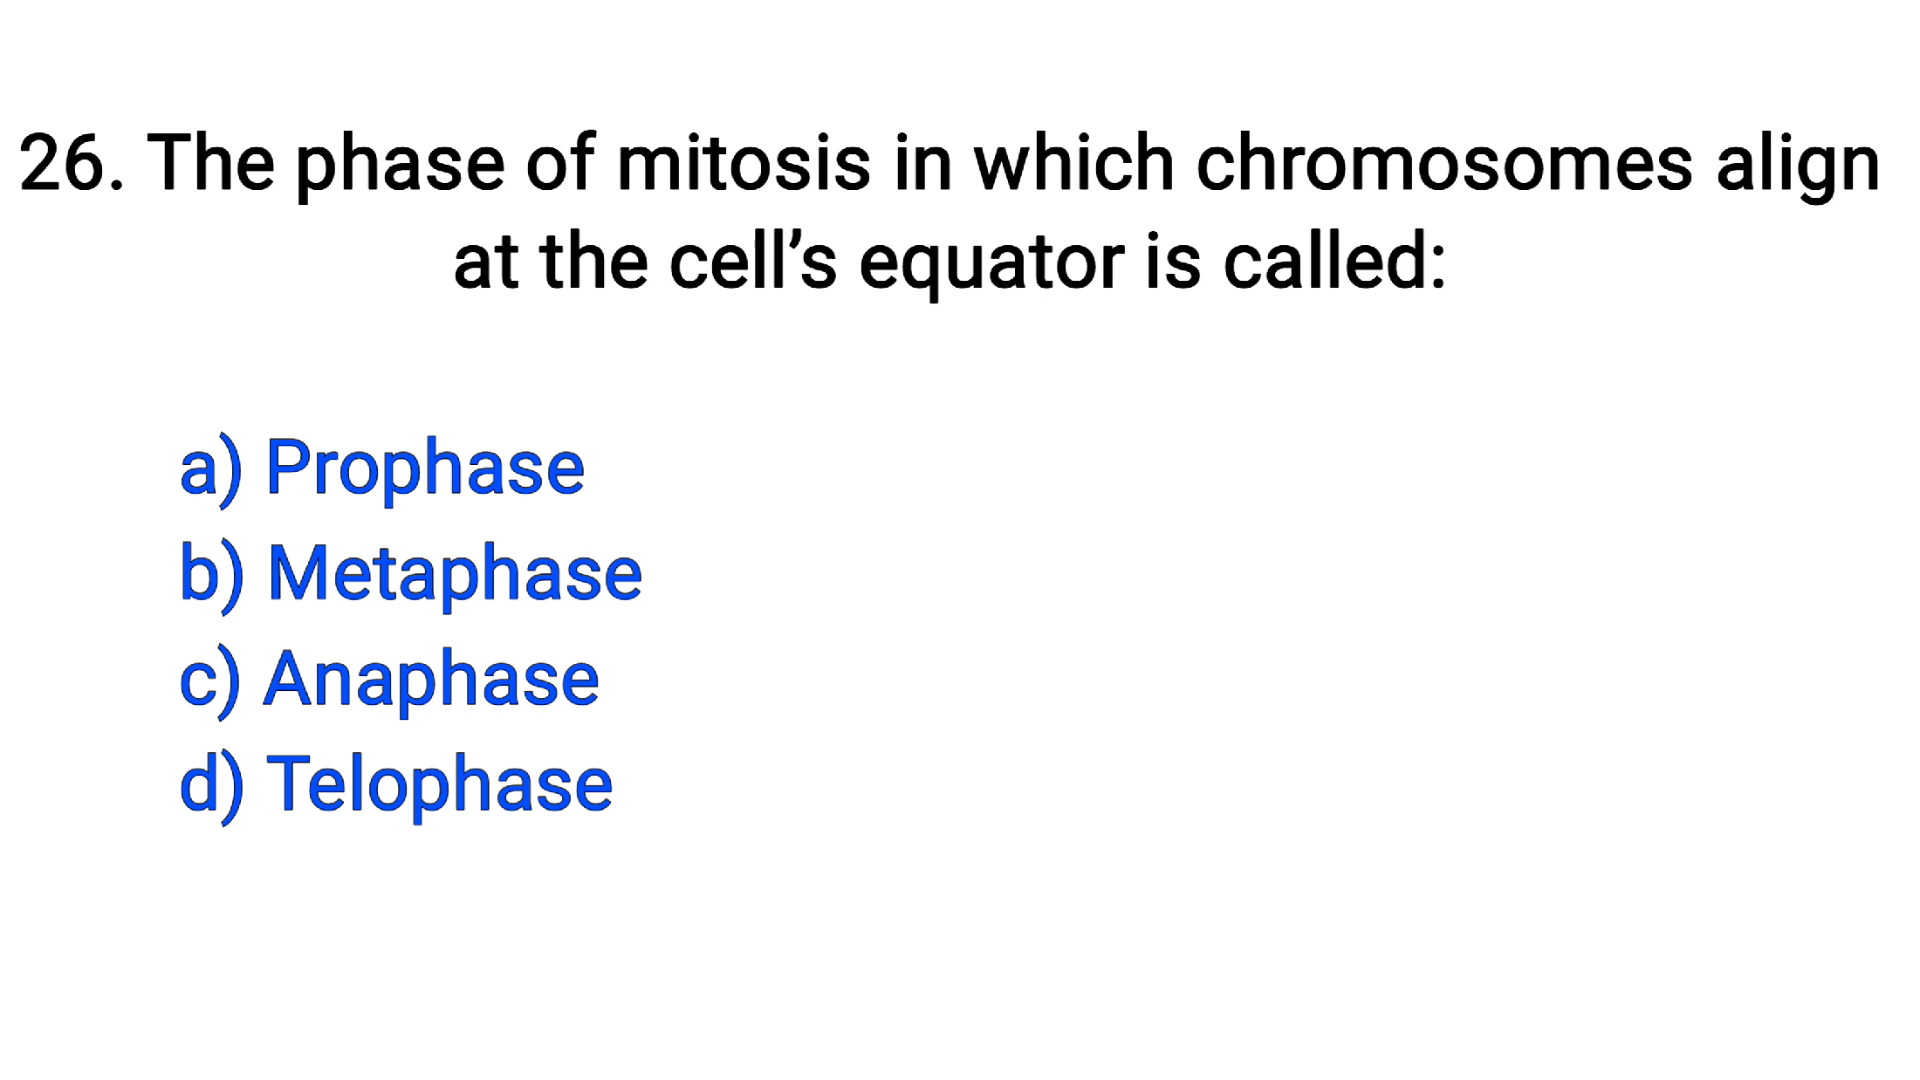 26. The phase of mitosis in which chromosomes align
at the cell’s equator is called:
a) Prophase
b) Metaphase
c) Anaphase
d) Telophase